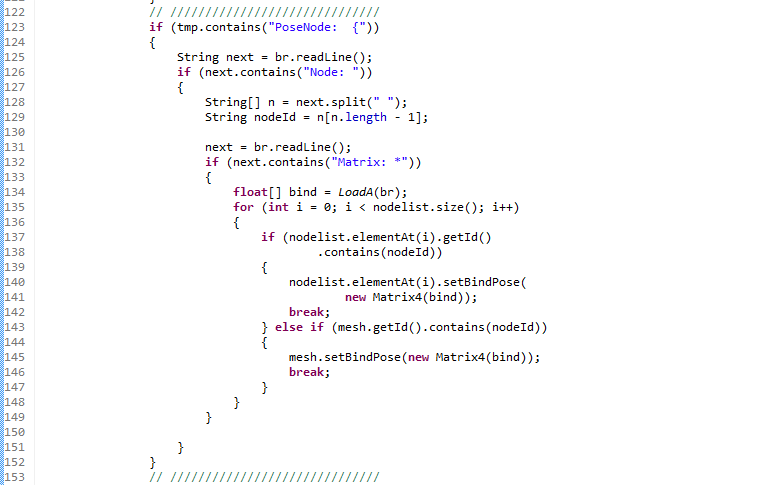 122 // //////////////////////////////
123 if (tmp.contains("PoseNode:  {"))
124 {
125 String next = br.readLine();
126 if (next.contains("Node: "))
127 {
128 String[] n = next.split(" ");
129 String nodeId = n[n.length - 1];
130
131 next = br.readLine();
132 if (next.contains("Matrix: *"))
133 {
134 float[] bind = LoadA(br);
135 for (int i = 0; i < nodelist.size(); i++)
136 {
137 if (nodelist.elementAt(i).getId()
138 .contains(nodeId))
139 {
140 nodelist.elementAt(i).setBindPose(
141 new Matrix4(bind));
142 break;
143 } else if (mesh.getId().contains(nodeId))
144 {
145 mesh.setBindPose(new Matrix4(bind));
146 break;
147 }
148 }
149 }
150
151 }
152 }
153 // //////////////////////////////